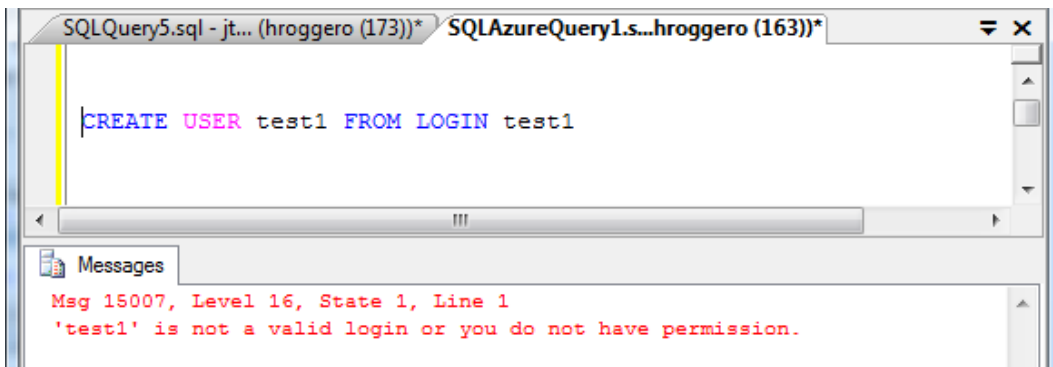 SQLQuery5.sql - jt... (hroggero (173))* SQLAzureQuery1.s...hroggero (163))*
CREATE USER test1 FROM LOGIN test1
Messages
Msg 15007, Level 16, State 1, Line 1
'test1' is not a valid login or you do not have permission.